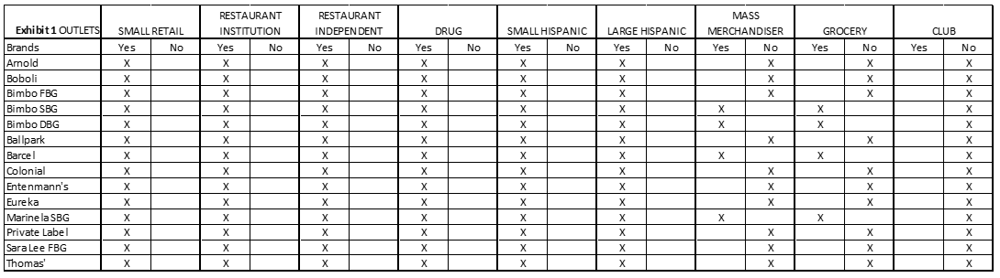 Exhibit 1 OUTLETS SMALL RETAIL RESTAURANT INSTITUTION RESTAURANT INDEPENDENT DRUG SMALL HISPANIC LARGE HISPANIC MASS MERCHANDISER GROCERY CLUB
Brands Yes No Yes No Yes No Yes No Yes No Yes No Yes No Yes No Yes No
Arnold X X X X X X X X X
Boboli X X X X X X X X X
Bimbo FBG X X X X X X X X X
Bimbo SBG X X X X X X X X X
Bimbo DBG X X X X X X X X X
Ballpark X X X X X X X X X
Barcel X X X X X X X X X
Colonial X X X X X X X X X
Entenmann's X X X X X X X X X
Eureka X X X X X X X X X
Marinela SBG X X X X X X X X X
Private Label X X X X X X X X X
Sara Lee FBG X X X X X X X X X
Thomas' X X X X X X X X X